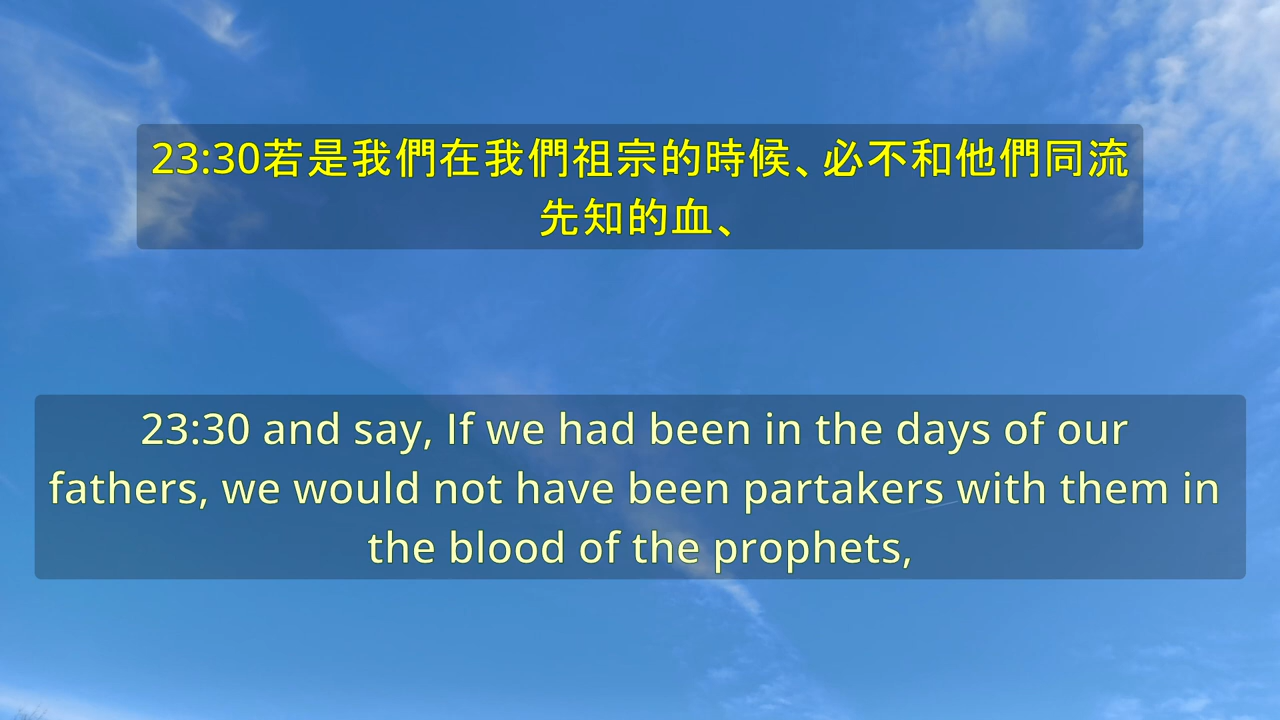 23:30若是我們在我們祖宗的時候、必不和他們同流
先知的血、
23:30 and say, If we had been in the days of our
fathers, we would not have been partakers with them in
the blood of the prophets,